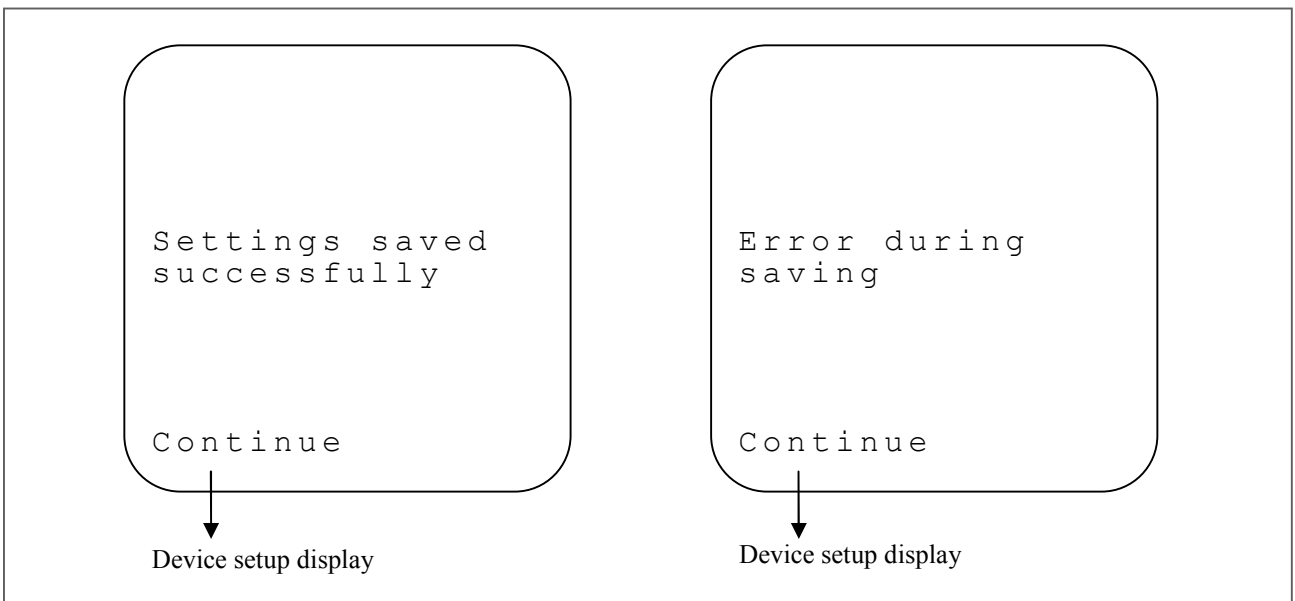 Settings saved
successfully
Continue
Device setup display
Error during
saving
Continue
Device setup display